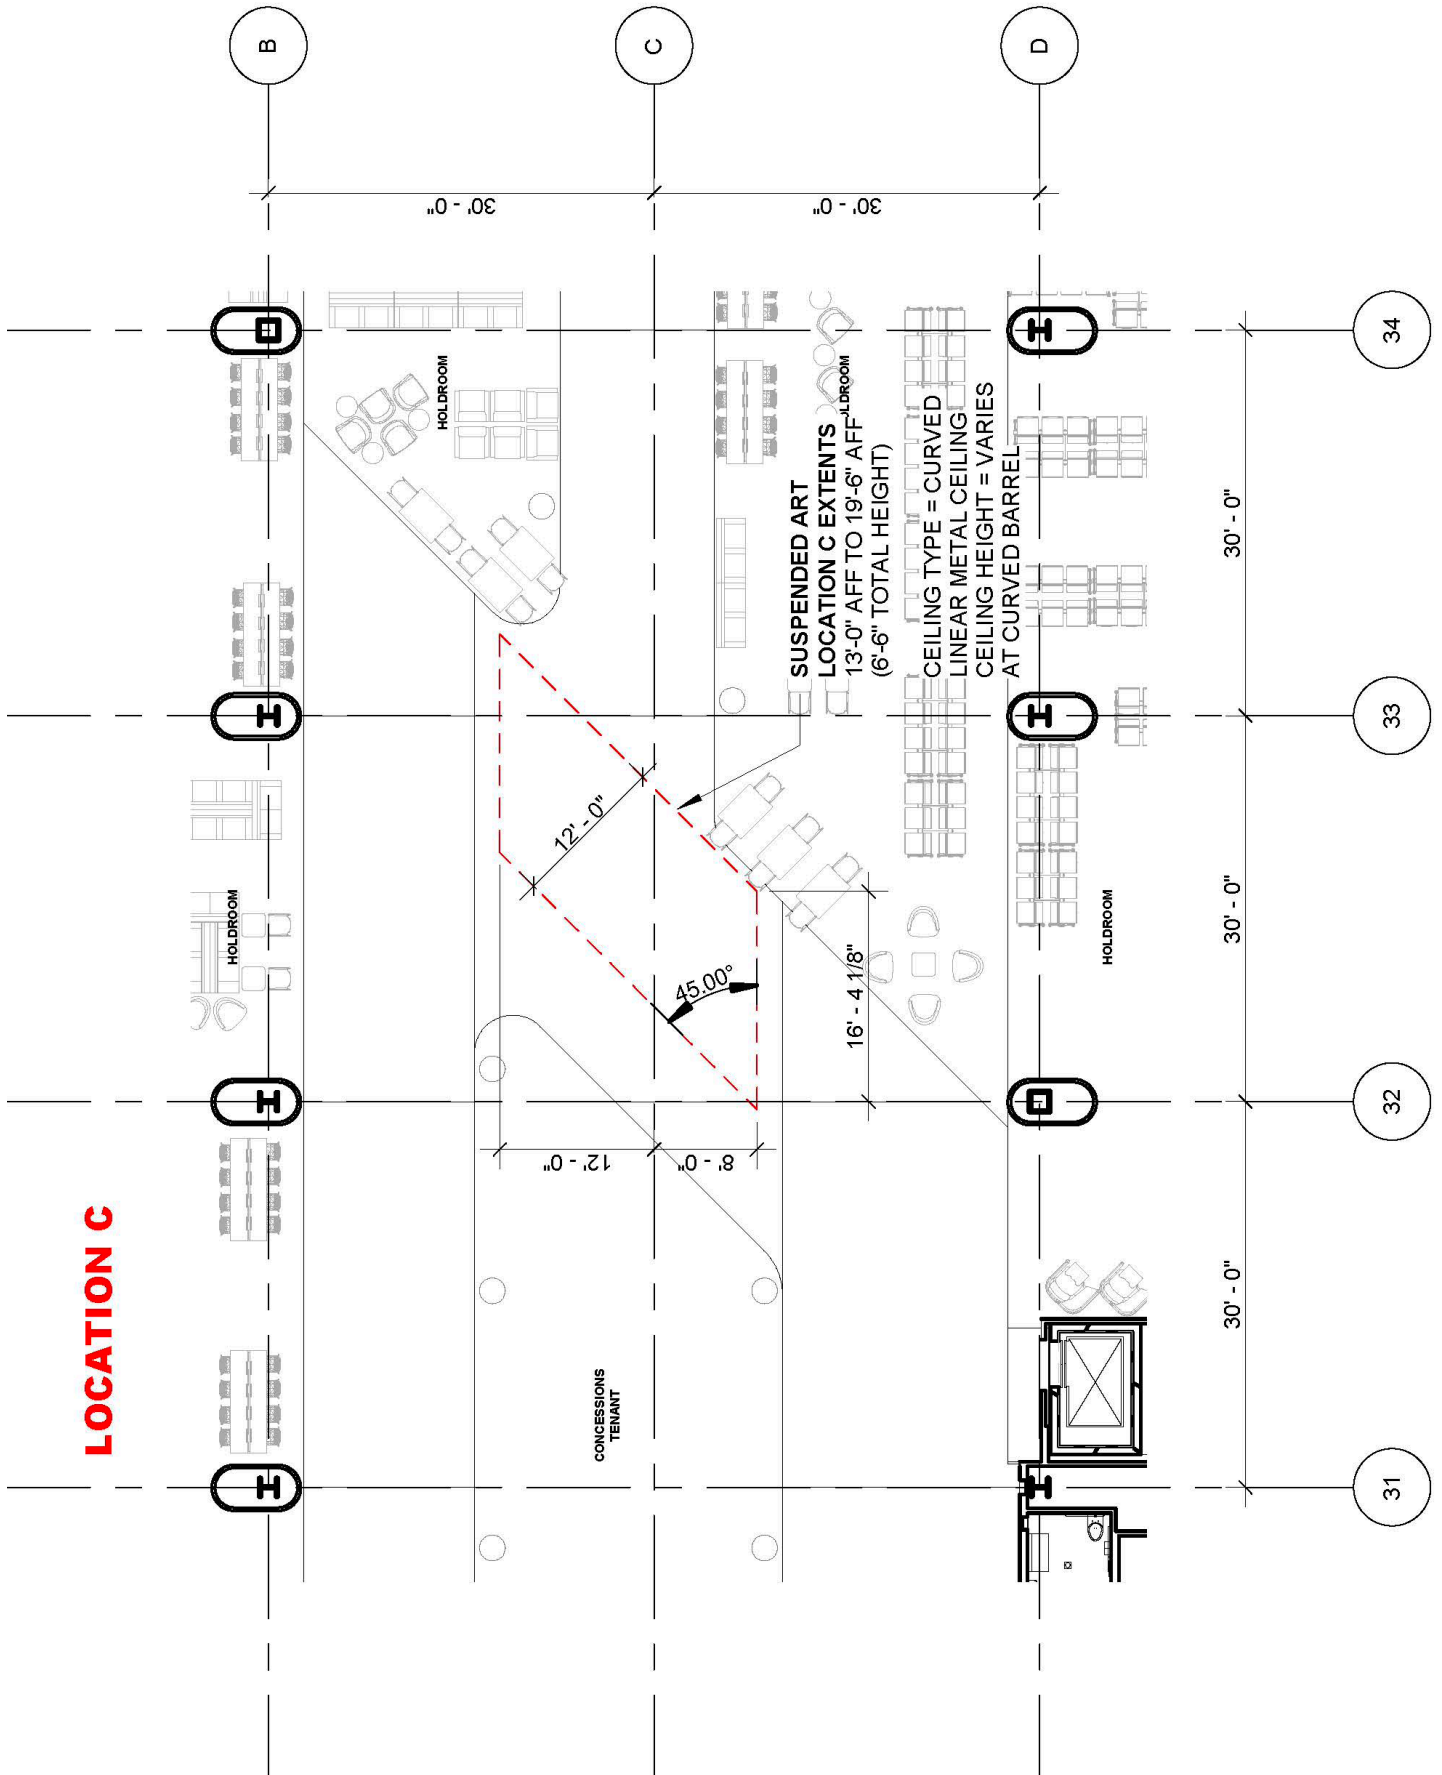 LOCATION C
B
C
D
30' - 0"
30' - 0"
34
33
32
31
30' - 0"
30' - 0"
30' - 0"
HOLDROOM
HOLDROOM
LDROOM
HOLDROOM
SUSPENDED ART
LOCATION C EXTENTS
13'-0" AFF TO 19'-6" AFF
(6'-6" TOTAL HEIGHT)
CEILING TYPE = CURVED
LINEAR METAL CEILING
CEILING HEIGHT = VARIES
AT CURVED BARREL
12' - 0"
45.00°
16' - 4 1/8"
12' - 0"
8' - 0"
CONCESSIONS
TENANT